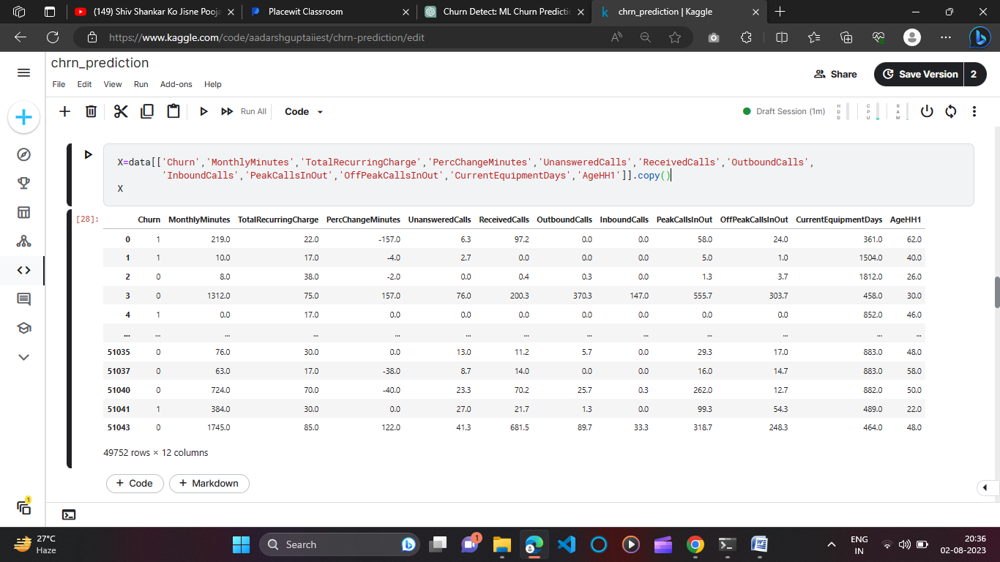 (149) Shiv Shankar Ko Jisne Pooja
Placewit Classroom
Churn Detect: ML Churn Predictio
chrn_prediction | Kaggle
https://www.kaggle.com/code/aadarshguptaiiest/chrn-prediction/edit
chrn_prediction
Share
Save Version
2
File Edit View Run Add-ons Help
Run All
Code
Draft Session (1m)
HDD
CPU
RAM
X=data[['Churn','MonthlyMinutes','TotalRecurringCharge','PercChangeMinutes','UnansweredCalls','ReceivedCalls','OutboundCalls',
'InboundCalls','PeakCallsInOut','OffPeakCallsInOut','CurrentEquipmentDays','AgeHH1']].copy()
X
[28]:
Churn MonthlyMinutes TotalRecurringCharge PercChangeMinutes UnansweredCalls ReceivedCalls OutboundCalls InboundCalls PeakCallsInOut OffPeakCallsInOut CurrentEquipmentDays AgeHH1
0 1 219.0 22.0 -157.0 6.3 97.2 0.0 0.0 58.0 24.0 361.0 62.0
1 1 10.0 17.0 -4.0 2.7 0.0 0.0 0.0 5.0 1.0 1504.0 40.0
2 0 8.0 38.0 -2.0 0.0 0.4 0.3 0.0 1.3 3.7 1812.0 26.0
3 0 1312.0 75.0 157.0 76.0 200.3 370.3 147.0 555.7 303.7 458.0 30.0
4 1 0.0 17.0 0.0 0.0 0.0 0.0 0.0 0.0 0.0 852.0 46.0
... ... ... ... ... ... ... ... ... ... ... ... ...
51035 0 76.0 30.0 0.0 13.0 11.2 5.7 0.0 29.3 17.0 883.0 48.0
51037 0 63.0 17.0 -38.0 8.7 14.0 0.0 0.0 16.0 14.7 883.0 58.0
51040 0 724.0 70.0 -40.0 23.3 70.2 25.7 0.3 262.0 12.7 882.0 50.0
51041 1 384.0 30.0 0.0 27.0 21.7 1.3 0.0 99.3 54.3 489.0 22.0
51043 0 1745.0 85.0 122.0 41.3 681.5 89.7 33.3 318.7 248.3 464.0 48.0
49752 rows × 12 columns
+ Code
+ Markdown
1
27°C
Haze
Search
1
ENG
IN
20:36
02-08-2023